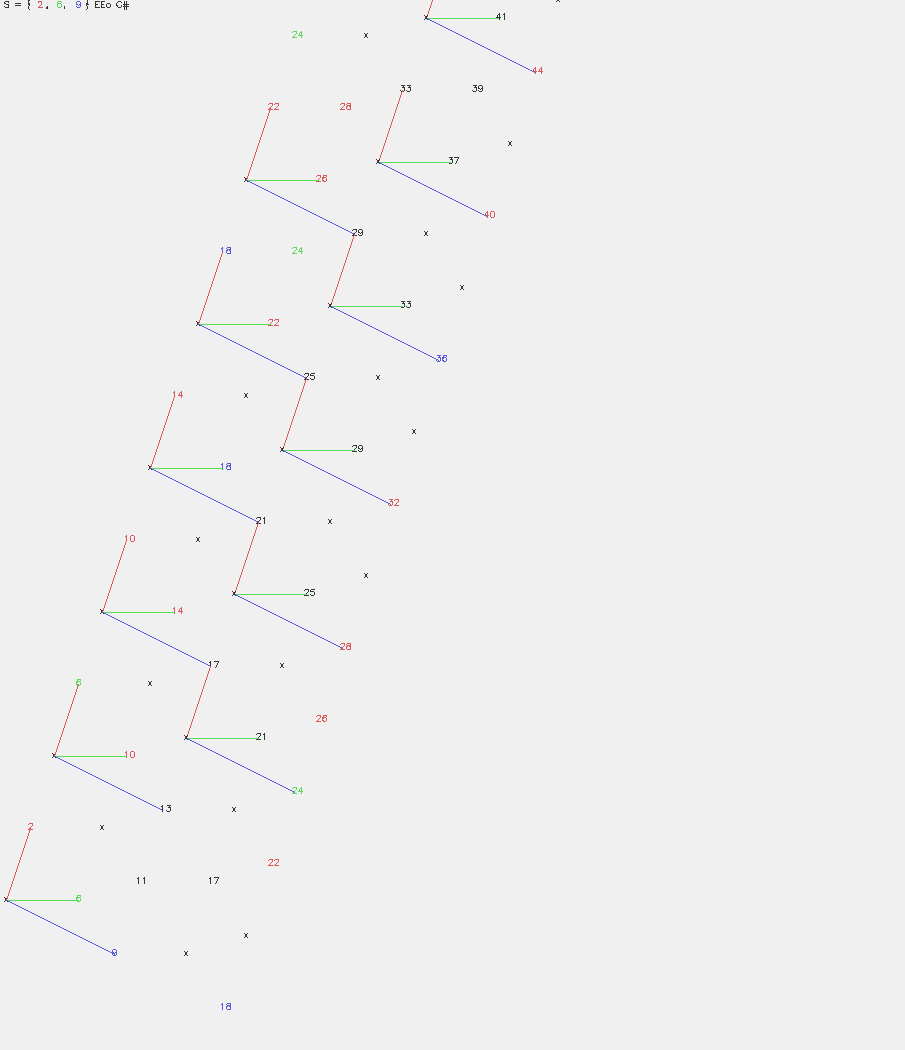 S = { 2, 6, 9 } EEo C#
x 41
24 x
44
33 39
22 28
x
x 37
x 26
40
29 x
18 24
x
x 33
x 22
36
25 x
14 x
x
x 29
x 18
32
21 x
10 x
x
x 25
x 14
28
17 x
6 x
26
x 21
x 10
24
13 x
2 x
22
11 17
x 6
x
9 x
18